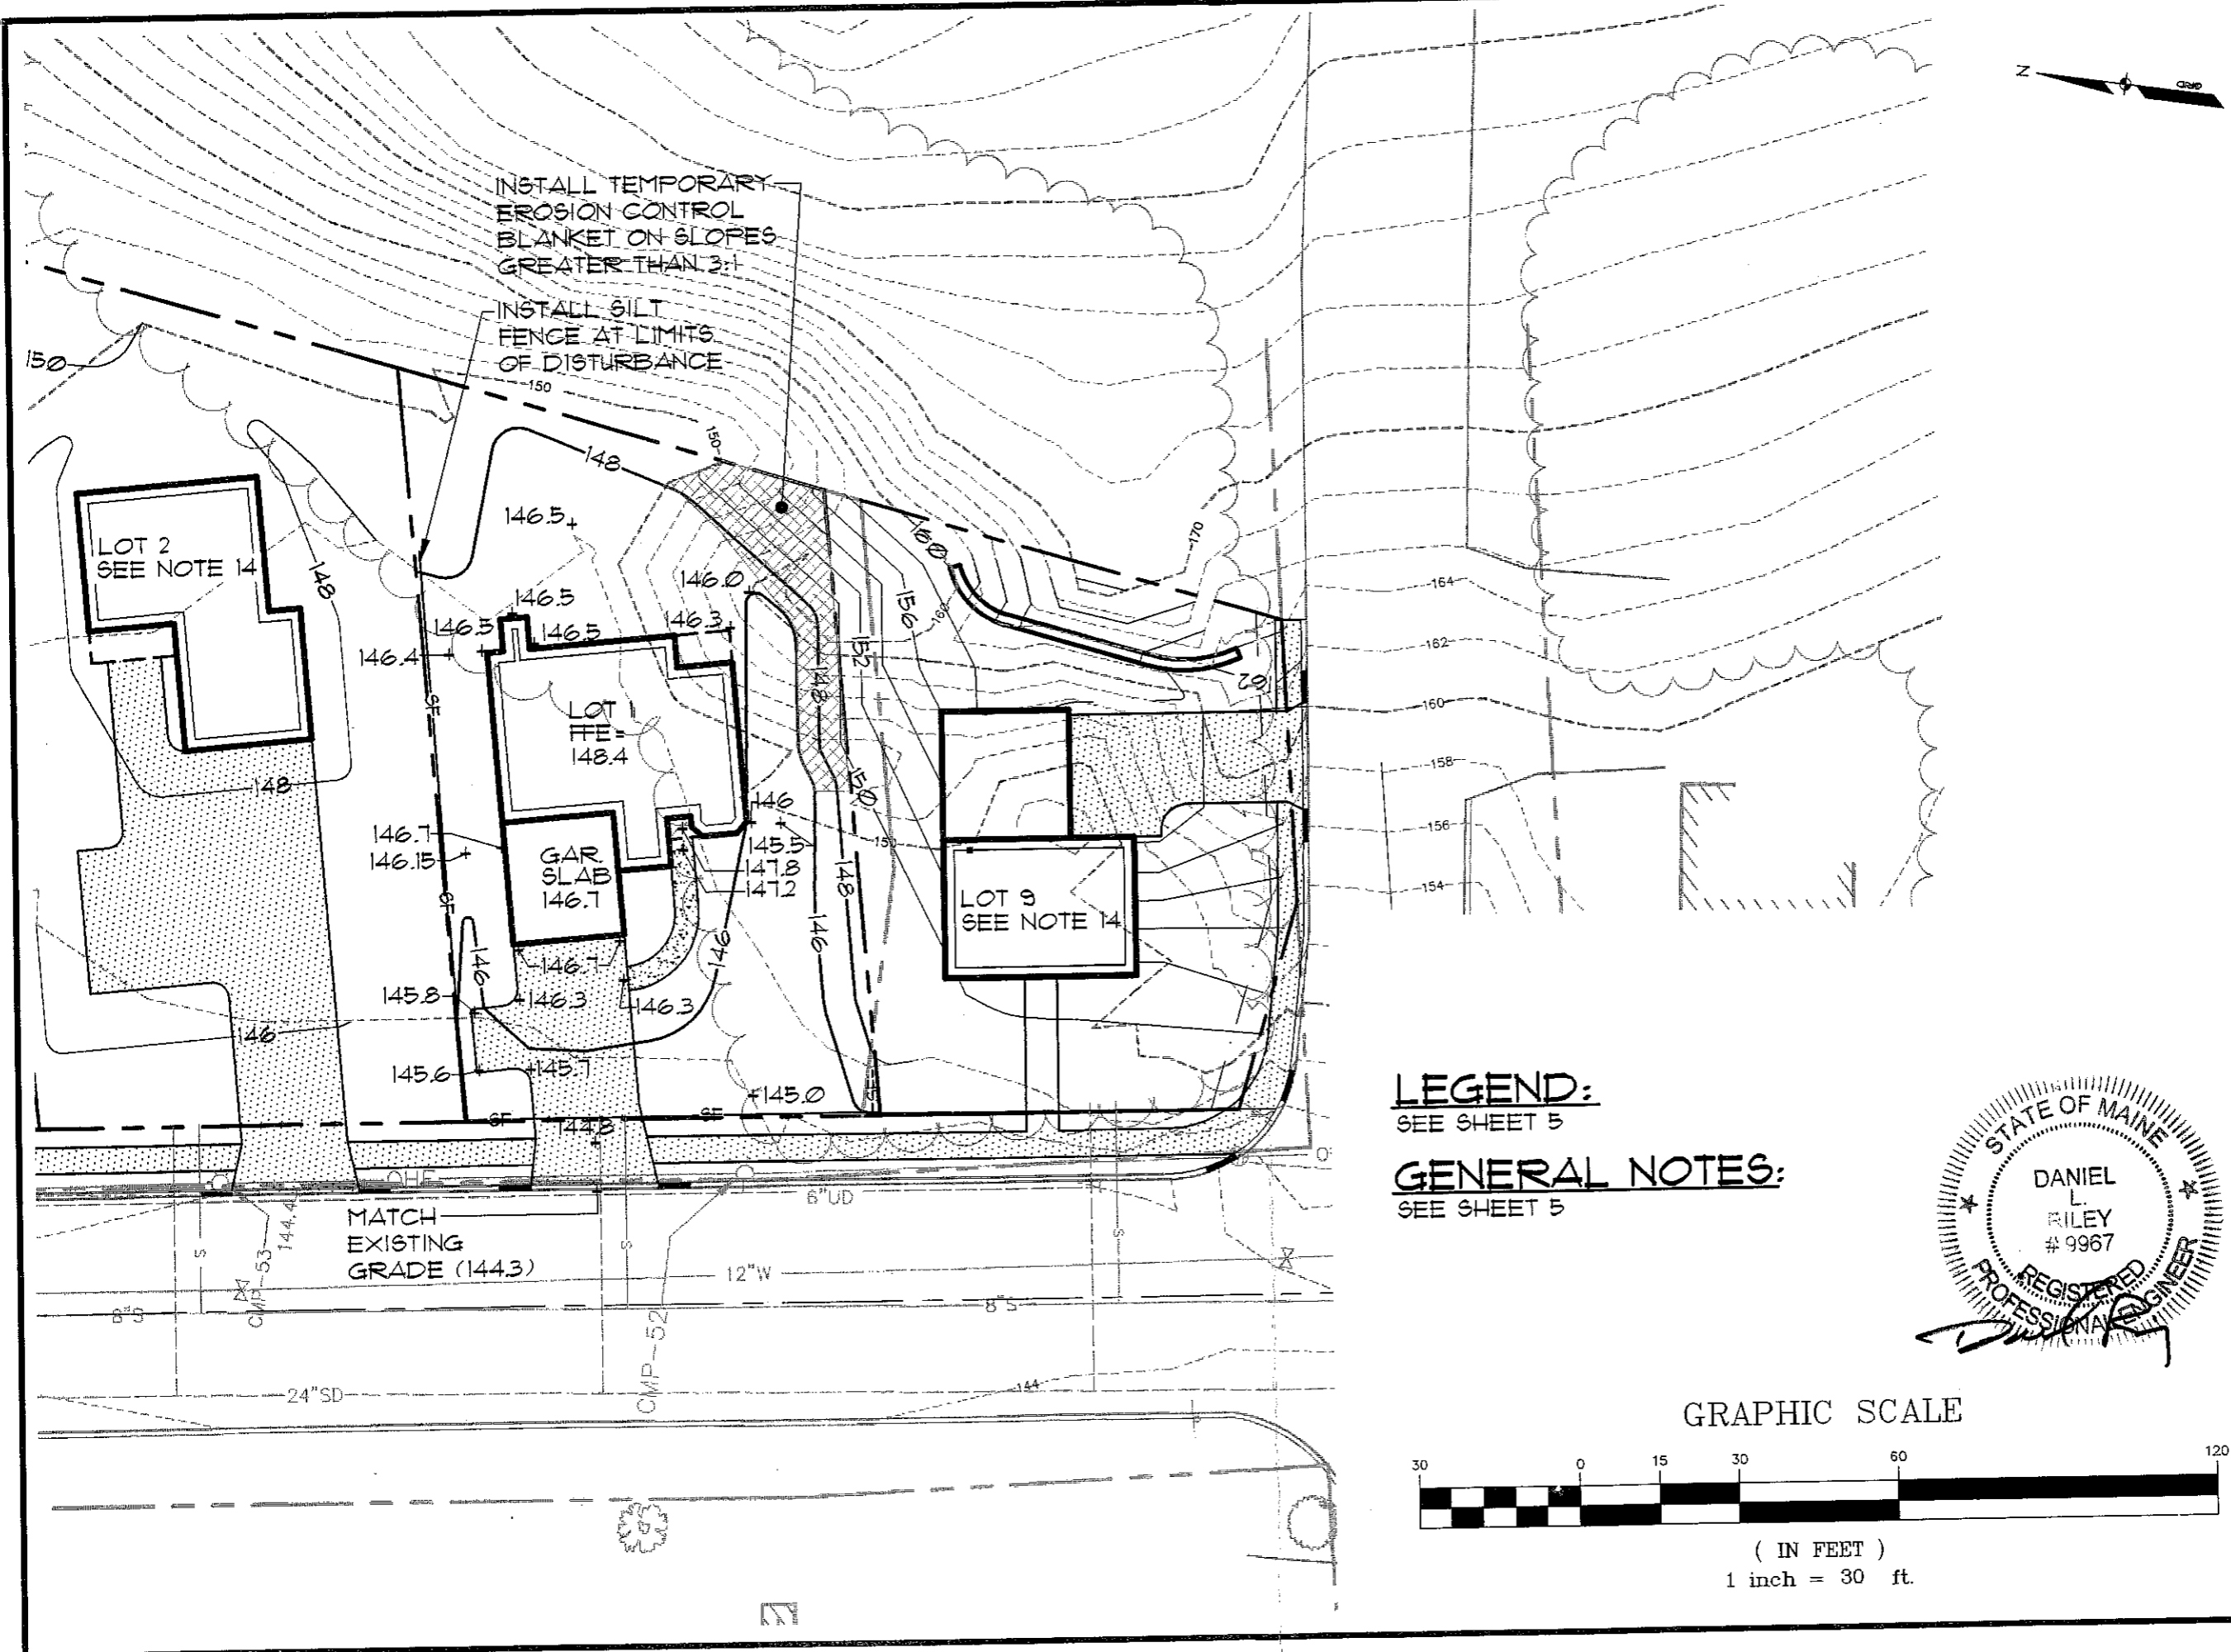 N
GRD
INSTALL TEMPORARY
EROSION CONTROL
BLANKET ON SLOPES
GREATER THAN 3:1
INSTALL SILT
FENCE AT LIMITS
OF DISTURBANCE
150
150
150
148
146.5
160
170
LOT 2
SEE NOTE 14
148
148
146.0
146.5
146.5
146.5
146.3
146.4
156
160
152
148
164
162
160
158
156
154
SF
LOT 1
FFE =
148.4
62
150
146
145.5
150
147.8
147.2
146.7
146.15
GAR.
SLAB
146.7
148
146
146
LOT 9
SEE NOTE 14
SF
146
146.7
145.8
146.3
146.3
146
145.6
145.7
145.0
SF
SF
144.8
OHE
6"UD
MATCH
EXISTING
GRADE (144.3)
144.4
CMP-53
S
S
S
12"W
8"S
8"S
CMP-52
24"SD
144
LEGEND:
SEE SHEET 5
GENERAL NOTES:
SEE SHEET 5
STATE OF MAINE
DANIEL
L.
RILEY
# 9967
REGISTERED
PROFESSIONAL ENGINEER
GRAPHIC SCALE
30 0 15 30 60 120
( IN FEET )
1 inch = 30 ft.